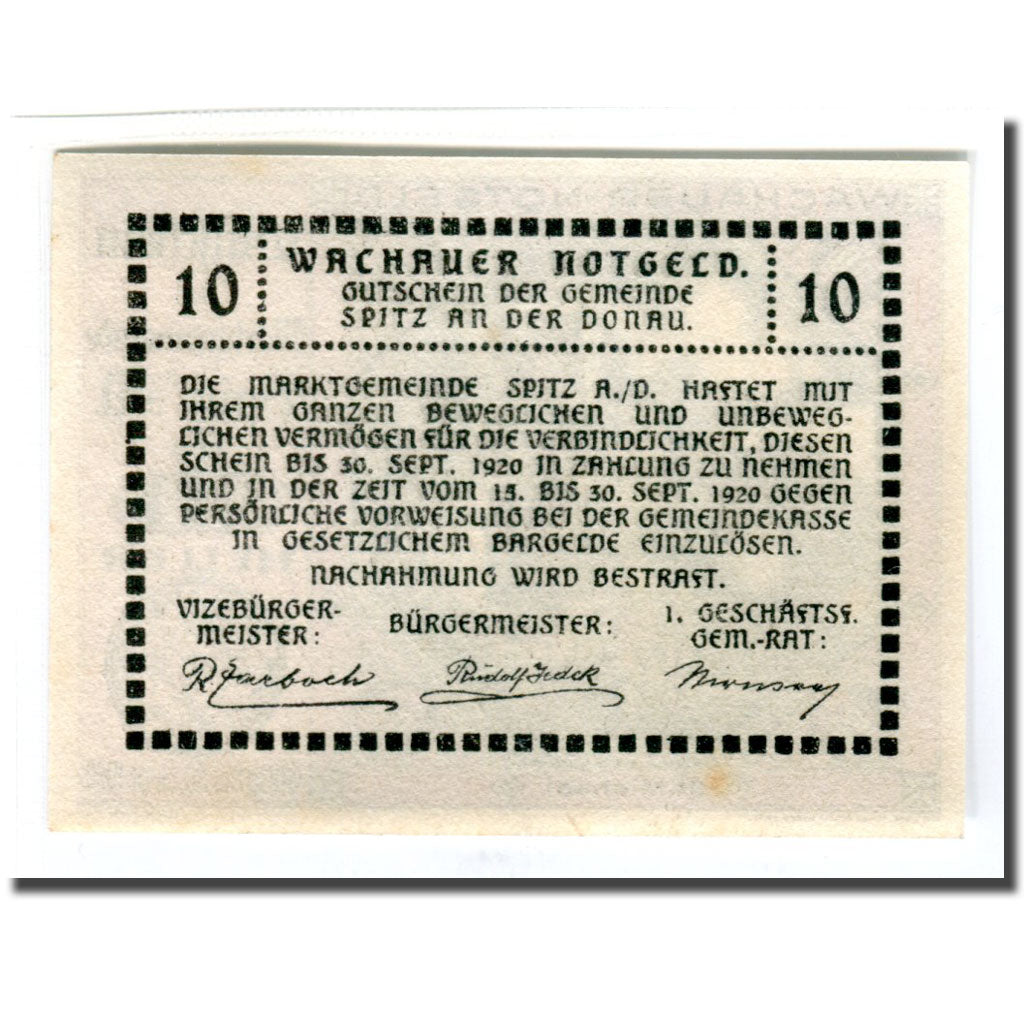 10 WACHAUER NOTGELD. 10
GUTSCHEIN DER GEMEINDE
SPITZ AN DER DONAU.
DIE MARKTGEMEINDE SPITZ A./D. HAFTET MIT
IHREM GANZEN BEWEGLICHEN UND UNBEWEG-
LICHEN VERMÖGEN FÜR DIE VERBINDLICHKEIT, DIESEN
SCHEIN BIS 30. SEPT. 1920 IN ZAHLUNG ZU NEHMEN
UND IN DER ZEIT VOM 15. BIS 30. SEPT. 1920 GEGEN
PERSÖNLICHE VORWEISUNG BEI DER GEMEINDEKASSE
IN GESETZLICHEM BARGELDE EINZULÖSEN.
NACHAHMUNG WIRD BESTRAFT.
VIZEBÜRGER-
MEISTER:
BÜRGERMEISTER:
1. GESCHÄFTSF.
GEM.-RAT:
Rudolf